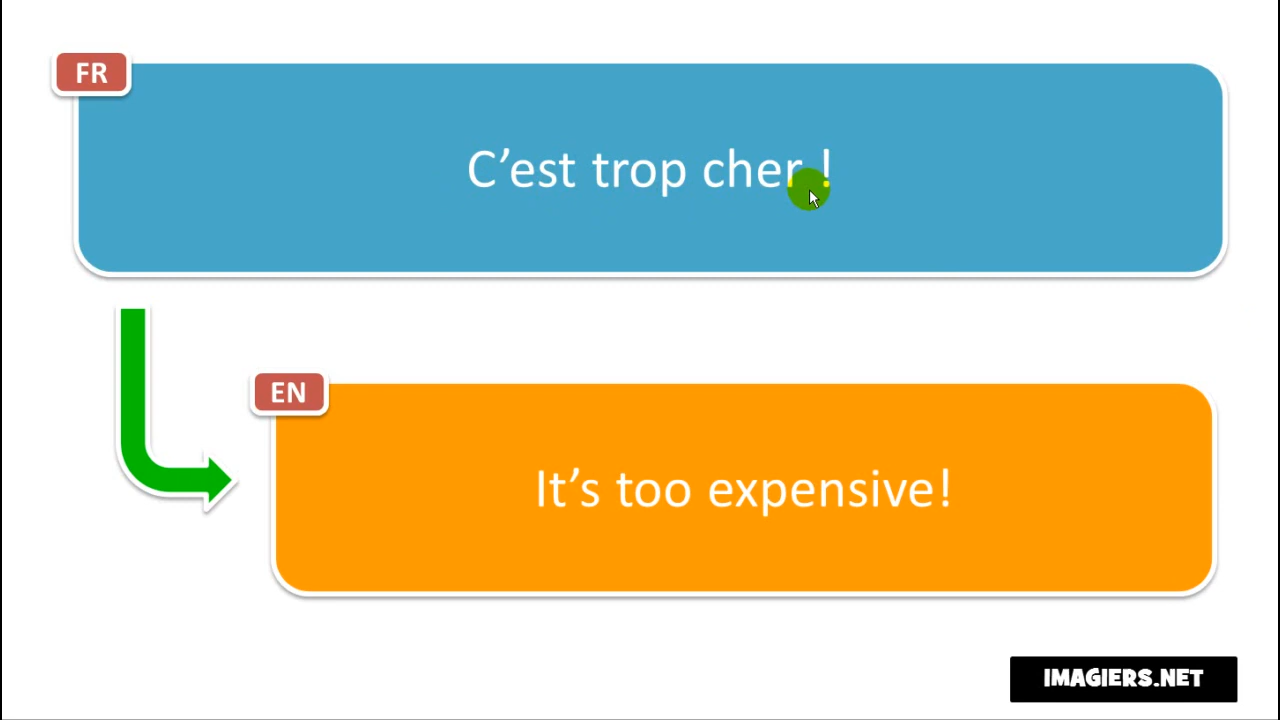 FR
C’est trop cher !
EN
It’s too expensive!
IMAGIERS.NET